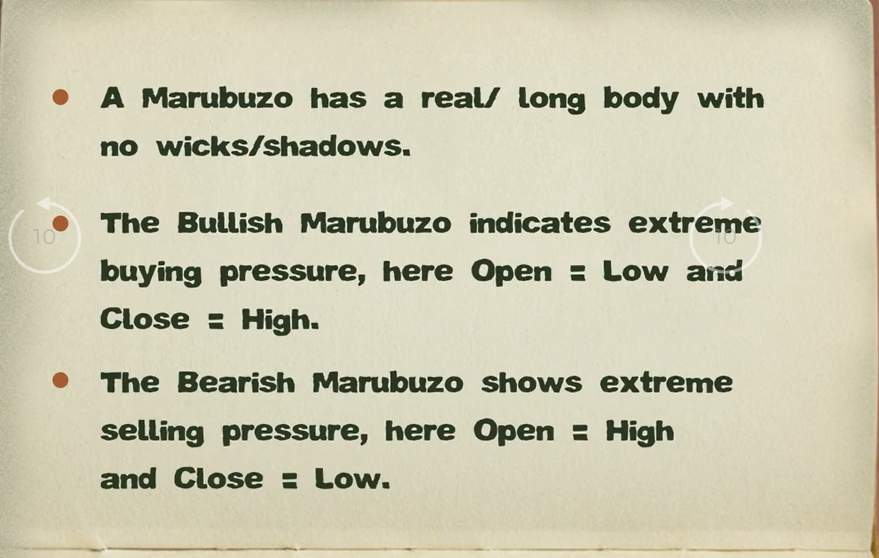 A Marubuzo has a real/ long body with
no wicks/shadows.
The Bullish Marubuzo indicates extreme
buying pressure, here Open = Low and
Close = High.
The Bearish Marubuzo shows extreme
selling pressure, here Open = High
and Close = Low.
10
10